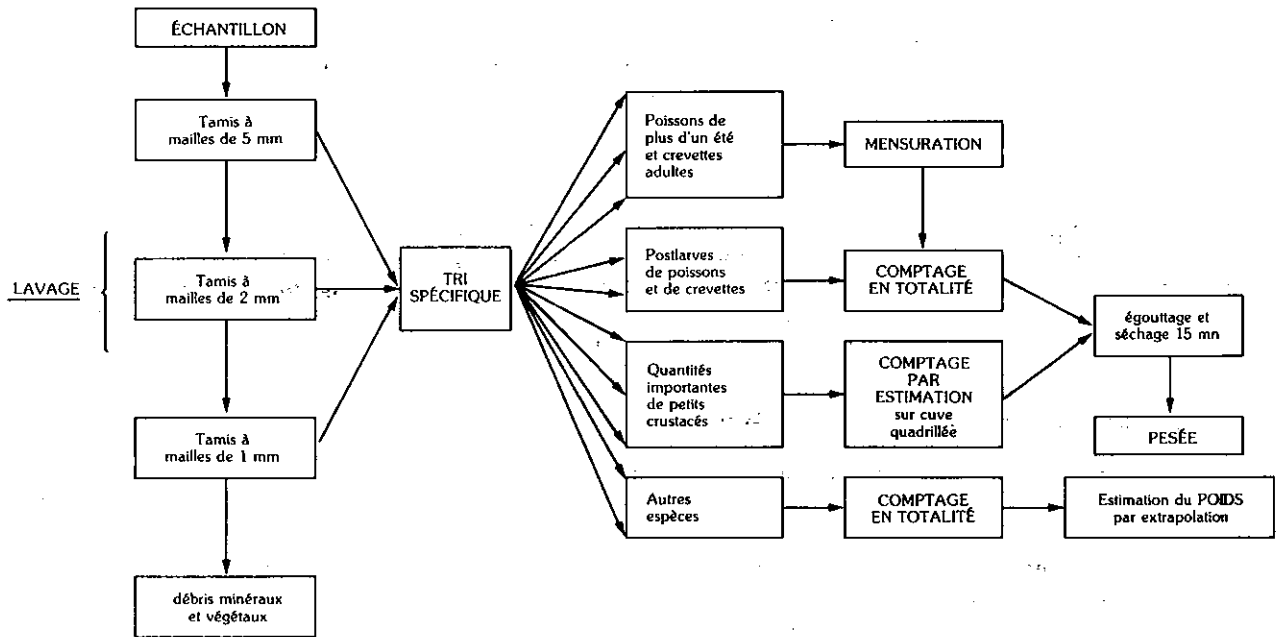 ÉCHANTILLON
Tamis à
mailles de 5 mm
LAVAGE
Tamis à
mailles de 2 mm
Tamis à
mailles de 1 mm
débris minéraux
et végétaux
TRI
SPÉCIFIQUE
Poissons de
plus d'un été
et crevettes
adultes
MENSURATION
Postlarves
de poissons
et de crevettes
COMPTAGE
EN TOTALITÉ
Quantités
importantes
de petits
crustacés
COMPTAGE
PAR
ESTIMATION
sur cuve
quadrillée
égouttage et
séchage 15 mn
PESÉE
Autres
espèces
COMPTAGE
EN TOTALITÉ
Estimation du POIDS
par extrapolation